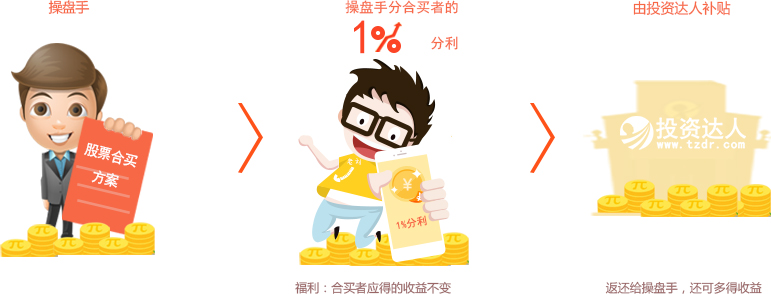 操盘手
股票合买
方案
操盘手分合买者的
1% 分利
1%分利
福利：合买者应得的收益不变
由投资达人补贴
投资达人
www.tzdr.com
返还给操盘手，还可多得收益